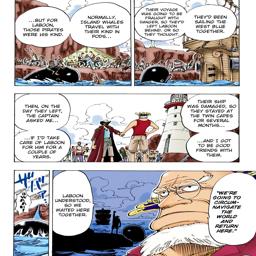 ...BUT FOR
LABOON,
THOSE PIRATES
WERE HIS KIND.
NORMALLY,
ISLAND WHALES
TRAVEL WITH
THEIR KIND IN
PODS...
THEIR VOYAGE
WAS GOING TO BE
FRAUGHT WITH
DANGER, SO THEY'D
LEFT LABOON
BEHIND. OR SO
THEY THOUGHT...
THEY'D BEEN
SAILING THE
WEST BLUE
TOGETHER.
THEN, ON THE
DAY THEY LEFT,
THE CAPTAIN
ASKED ME...
...IF I'D TAKE
CARE OF LABOON
FOR HIM FOR A
COUPLE OF
YEARS.
THEIR SHIP
WAS DAMAGED, SO
THEY STAYED AT
THE TWIN CAPES
FOR SEVERAL
MONTHS...
...AND I GOT
TO BE GOOD
FRIENDS WITH
THEM.
LABOON
UNDERSTOOD,
SO WE
WAITED HERE
TOGETHER.
"WE'RE
GOING TO
CIRCUM-
NAVIGATE
THE WORLD
AND
RETURN
HERE."